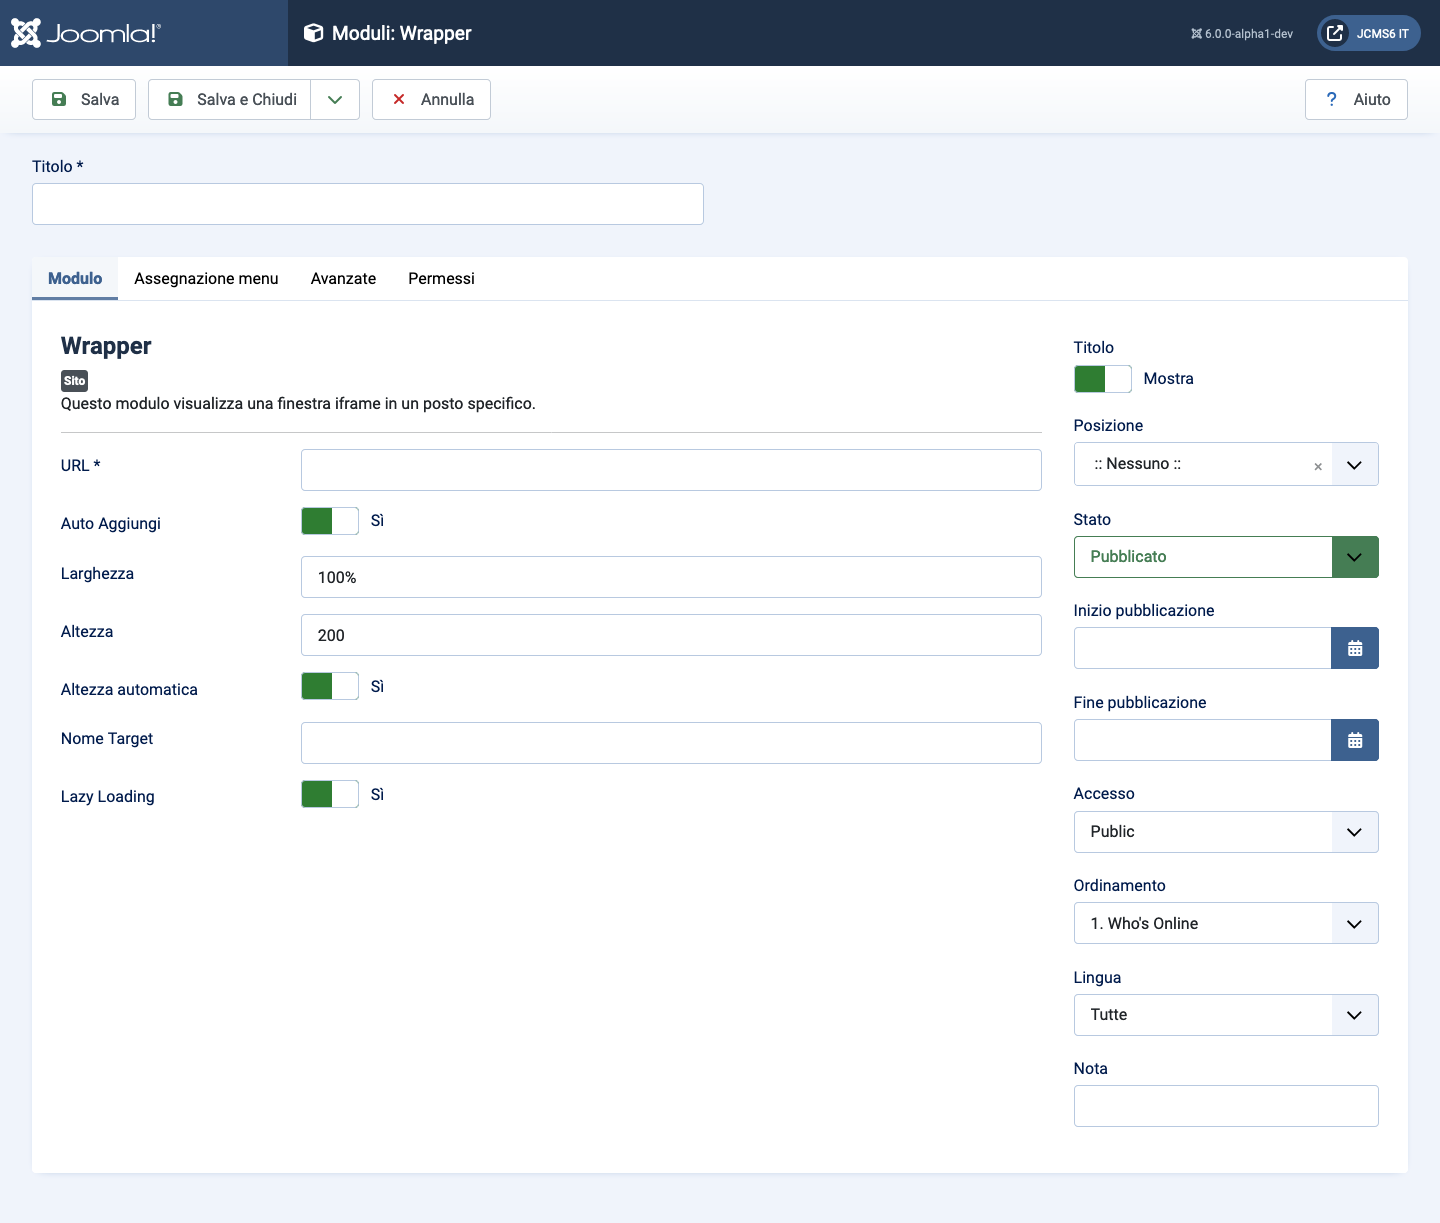 Joomla!®
Moduli: Wrapper
6.0.0-alpha1-dev
JCMS6 IT
Salva
Salva e Chiudi
Annulla
? Aiuto
Titolo *
Modulo
Assegnazione menu
Avanzate
Permessi
Wrapper
Sito
Questo modulo visualizza una finestra iframe in un posto specifico.
URL *
Auto Aggiungi
Sì
Larghezza
100%
Altezza
200
Altezza automatica
Sì
Nome Target
Lazy Loading
Sì
Titolo
Mostra
Posizione
:: Nessuno ::
×
Stato
Pubblicato
Inizio pubblicazione
Fine pubblicazione
Accesso
Public
Ordinamento
1. Who's Online
Lingua
Tutte
Nota